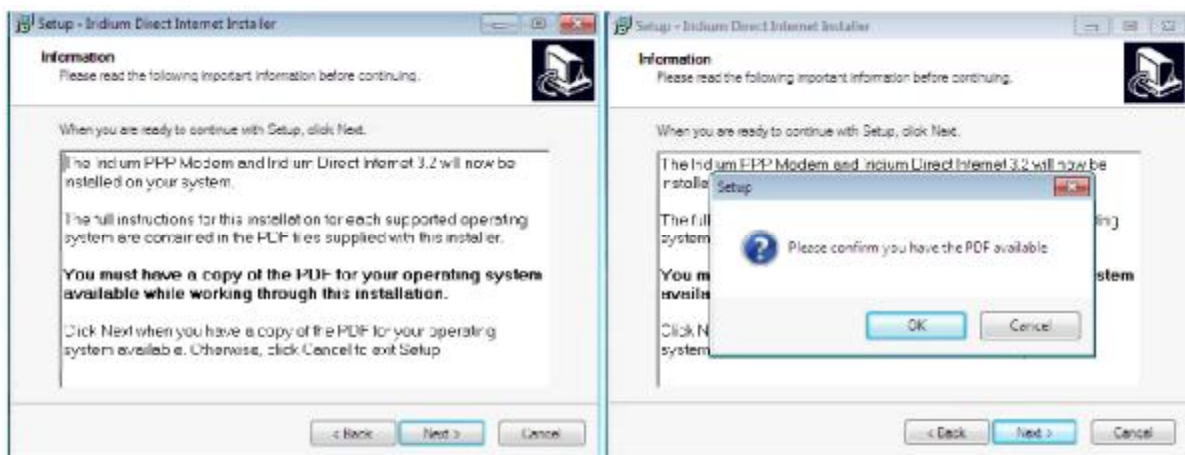 Setup - Iridium Direct Internet Installer
Information
Please read the following important information before continuing.
When you are ready to continue with Setup, click Next.
The Iridium PPP Modem and Iridium Direct Internet 3.2 will now be
installed on your system.
The full instructions for this installation for each supported operating
system are contained in the PDF files supplied with this installer.
You must have a copy of the PDF for your operating system
available while working through this installation.
Click Next when you have a copy of the PDF for your operating
system available. Otherwise, click Cancel to exit Setup
< Back
Next >
Cancel
Setup - Iridium Direct Internet Installer
Information
Please read the following important information before continuing.
When you are ready to continue with Setup, click Next.
The Iridium PPP Modem and Iridium Direct Internet 3.2 will now be
installe
Setup
The full
ing
system
Please confirm you have the PDF available
You m
stem
availa
OK
Cancel
Click N
system
< Back
Next >
Cancel